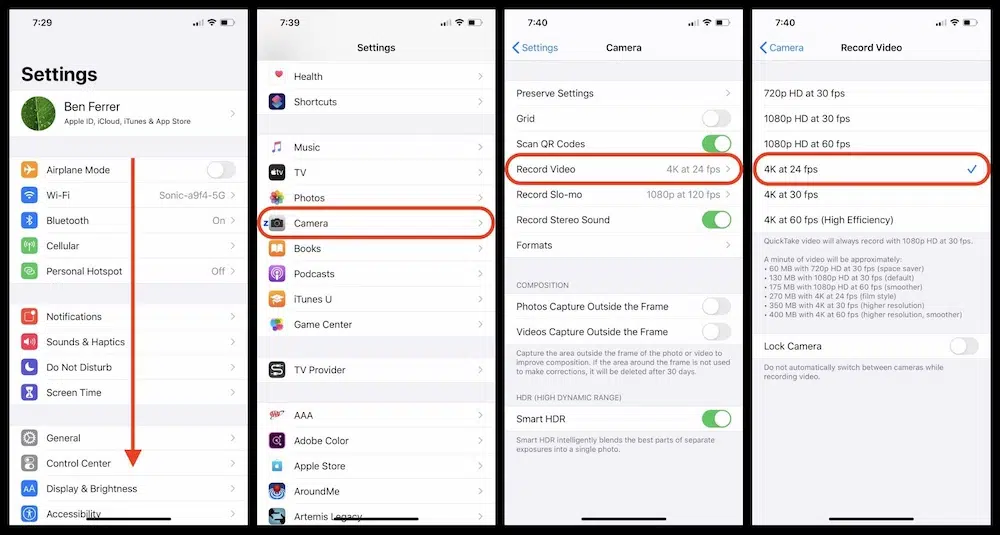 7:29
Settings
Ben Ferrer
Apple ID, iCloud, iTunes & App Store
Airplane Mode
Wi-Fi Sonic-a9f4-5G
Bluetooth On
Cellular
Personal Hotspot Off
Notifications
Sounds & Haptics
Do Not Disturb
Screen Time
General
Control Center
Display & Brightness
AA
Accessibility
7:39
Settings
Health
Shortcuts
Music
TV
tv
Photos
Z
Camera
Books
Podcasts
iTunes U
Game Center
TV Provider
AAA
Adobe Color
Apple Store
AroundMe
Artemis Legacy
7:40
Settings Camera
Preserve Settings
Grid
Scan QR Codes
Record Video 4K at 24 fps
Record Slo-mo 1080p at 120 fps
Record Stereo Sound
Formats
COMPOSITION
Photos Capture Outside the Frame
Videos Capture Outside the Frame
Capture the area outside the frame of the photo or video to
improve composition. If the area around the frame is not used
to make corrections, it will be deleted after 30 days.
HDR (HIGH DYNAMIC RANGE)
Smart HDR
Smart HDR intelligently blends the best parts of separate
exposures into a single photo.
7:40
Camera Record Video
720p HD at 30 fps
1080p HD at 30 fps
1080p HD at 60 fps
4K at 24 fps
4K at 30 fps
4K at 60 fps (High Efficiency)
QuickTake video will always record with 1080p HD at 30 fps.
A minute of video will be approximately:
• 60 MB with 720p HD at 30 fps (space saver)
• 130 MB with 1080p HD at 30 fps (default)
• 175 MB with 1080p HD at 60 fps (smoother)
• 270 MB with 4K at 24 fps (film style)
• 350 MB with 4K at 30 fps (higher resolution)
• 400 MB with 4K at 60 fps (higher resolution, smoother)
Lock Camera
Do not automatically switch between cameras while
recording video.